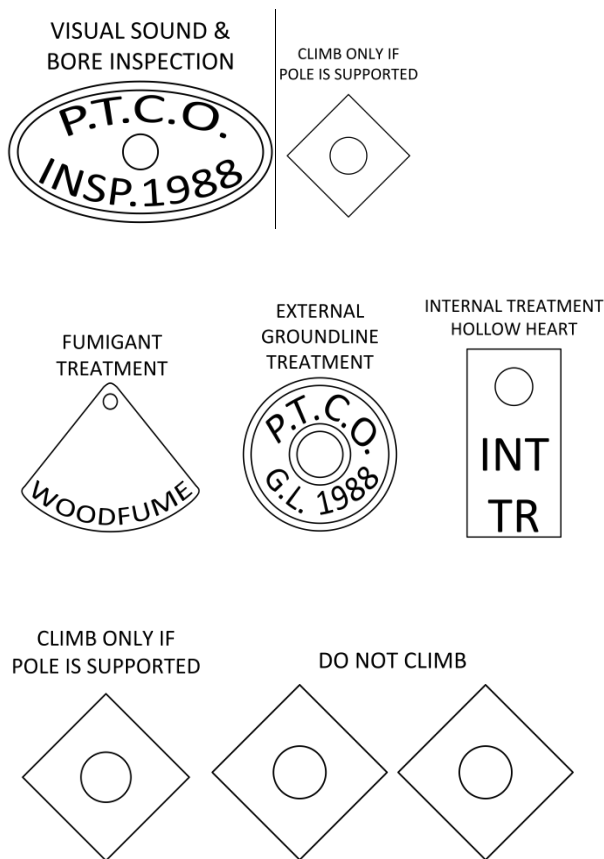 VISUAL SOUND &
BORE INSPECTION
P.T.C.O.
INSP.1988
CLIMB ONLY IF
POLE IS SUPPORTED
FUMIGANT
TREATMENT
WOODFUME
EXTERNAL
GROUNDLINE
TREATMENT
P.T.C.O.
G.L. 1988
INTERNAL TREATMENT
HOLLOW HEART
INT
TR
CLIMB ONLY IF
POLE IS SUPPORTED
DO NOT CLIMB